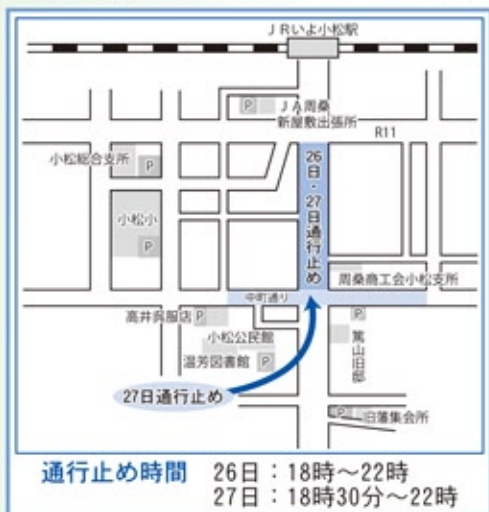 JRいよ小松駅
P
JA周桑
新屋敷出張所
R11
小松総合支所
P
26日・27日通行止め
小松小
P
周桑商工会小松支所
中町通り
高井呉服店
P
P
小松公民館
温芳図書館
P
篤山旧邸
27日通行止め
P
旧藩集会所
通行止め時間 26日：18時～22時
27日：18時30分～22時